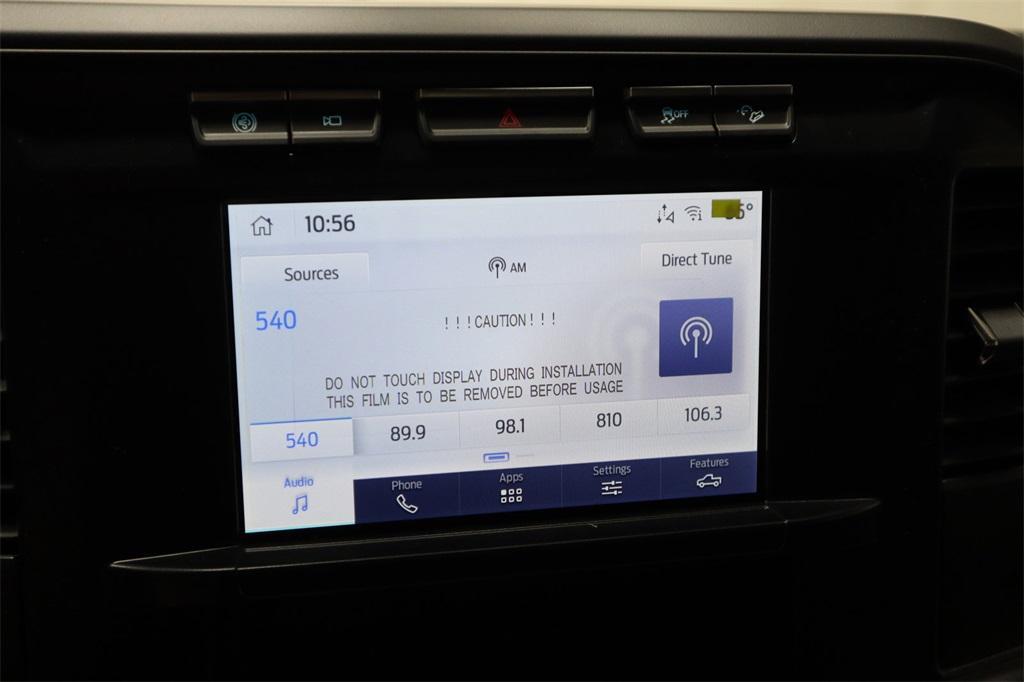 OFF
10:56
Sources
AM
Direct Tune
540
! ! ! CAUTION ! ! !
DO NOT TOUCH DISPLAY DURING INSTALLATION
THIS FILM IS TO BE REMOVED BEFORE USAGE
540 89.9 98.1 810 106.3
Audio Phone Apps Settings Features